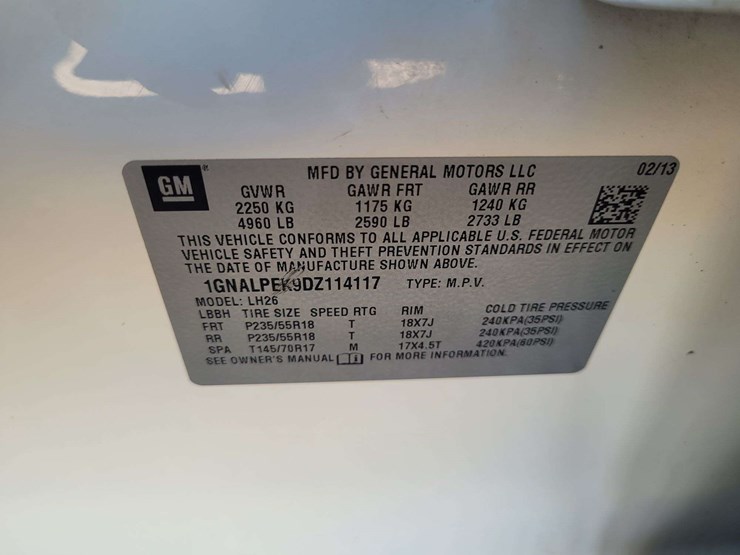 GM
MFD BY GENERAL MOTORS LLC 02/13
GVWR GAWR FRT GAWR RR
2250 KG 1175 KG 1240 KG
4960 LB 2590 LB 2733 LB
THIS VEHICLE CONFORMS TO ALL APPLICABLE U.S. FEDERAL MOTOR
VEHICLE SAFETY AND THEFT PREVENTION STANDARDS IN EFFECT ON
THE DATE OF MANUFACTURE SHOWN ABOVE.
1GNALPEK9DZ114117 TYPE: M.P.V.
MODEL: LH26
LBBH TIRE SIZE SPEED RTG RIM COLD TIRE PRESSURE
FRT P235/55R18 T 18X7J 240KPA(35PSI)
RR P235/55R18 T 18X7J 240KPA(35PSI)
SPA T145/70R17 M 17X4.5T 420KPA(60PSI)
SEE OWNER'S MANUAL FOR MORE INFORMATION.